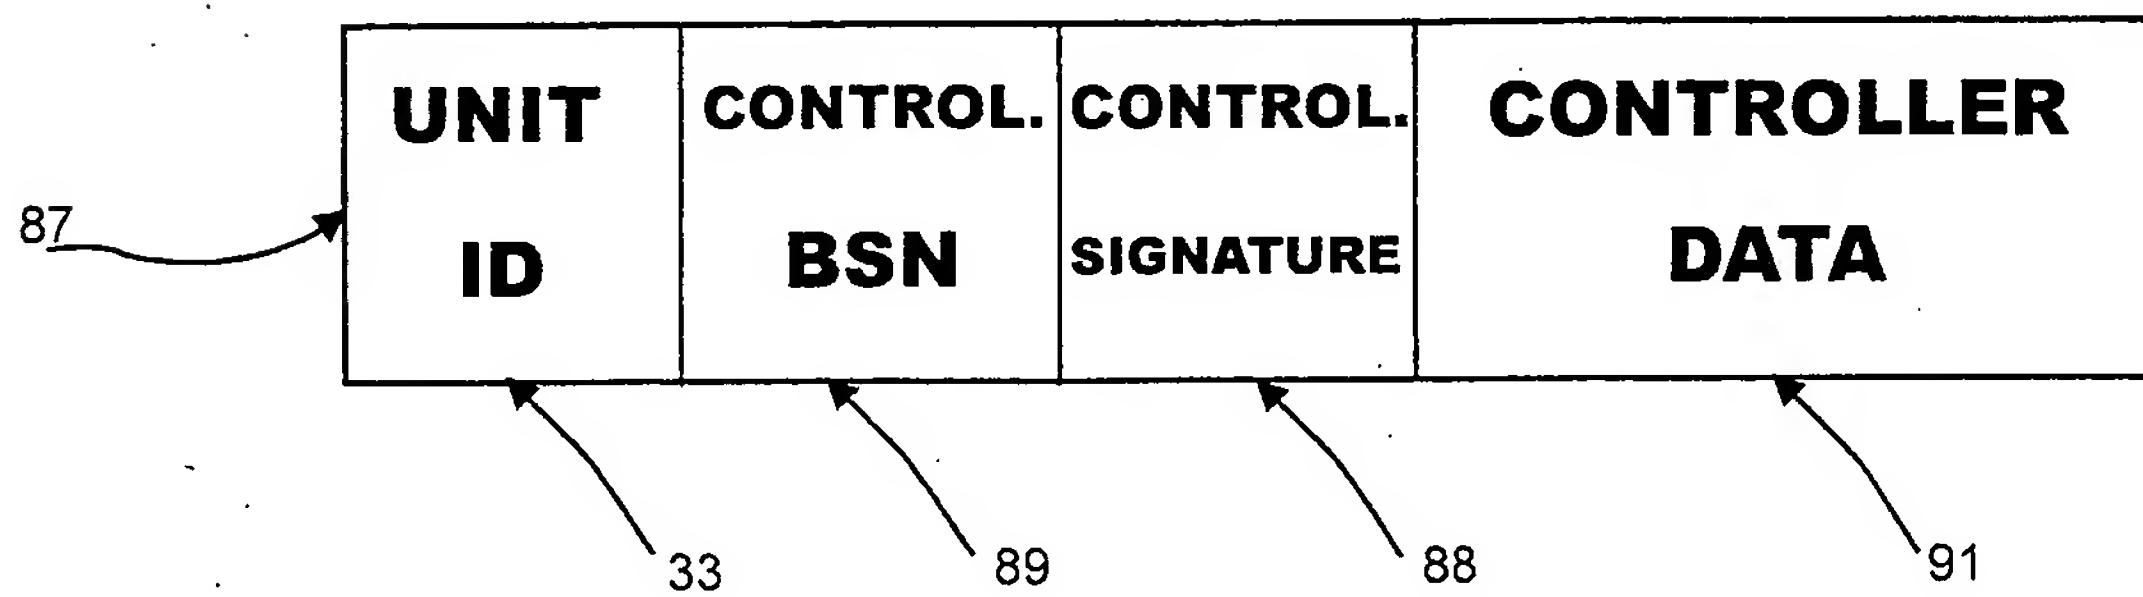 UNIT
ID
CONTROL.
BSN
CONTROL.
SIGNATURE
CONTROLLER
DATA
87
33
89
88
91